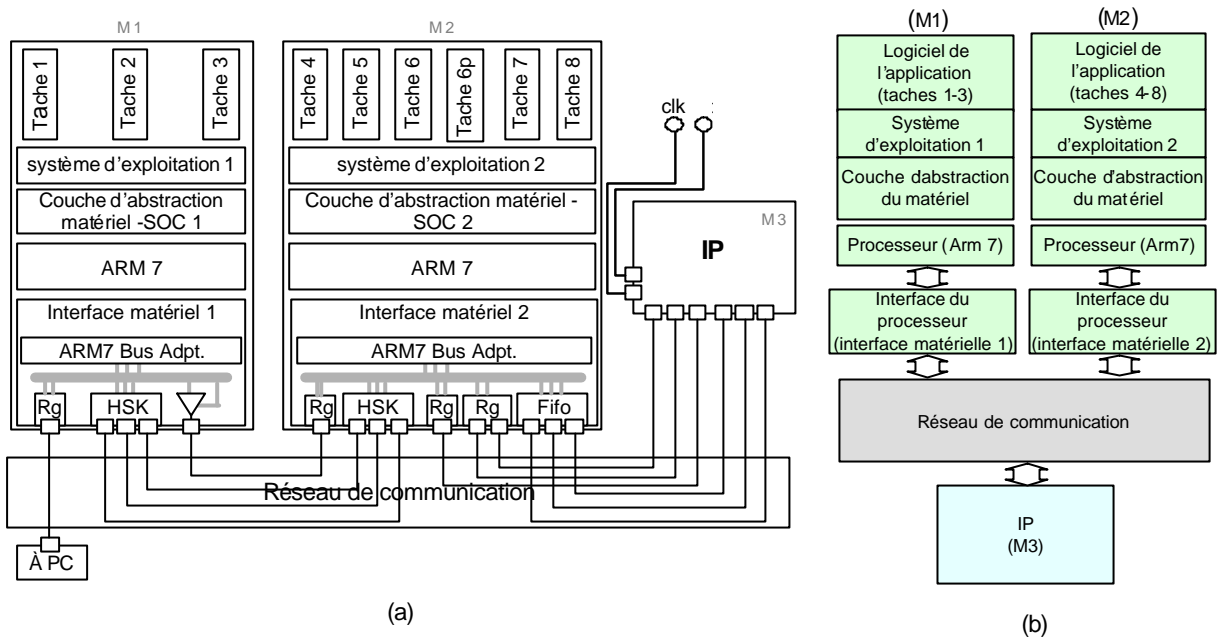 M1
Tache 1
Tache 2
Tache 3
système d'exploitation 1
Couche d'abstraction
matériel -SOC 1
ARM 7
Interface matériel 1
ARM7 Bus Adpt.
Rg
HSK
M2
Tache 4
Tache 5
Tache 6
Tache 6p
Tache 7
Tache 8
système d'exploitation 2
Couche d'abstraction matériel -
SOC 2
ARM 7
Interface matériel 2
ARM7 Bus Adpt.
Rg
HSK
Rg
Rg
Fifo
clk
M3
IP
Réseau de communication
À PC
(a)
(M1)
Logiciel de
l'application
(taches 1-3)
Système
d'exploitation 1
Couche dabstraction
du matériel
Processeur (Arm 7)
Interface du
processeur
(interface matérielle 1)
(M2)
Logiciel de
l'application
(taches 4-8)
Système
d'exploitation 2
Couche d'abstraction
du matériel
Processeur (Arm7)
Interface du
processeur
(interface matérielle 2)
Réseau de communication
IP
(M3)
(b)